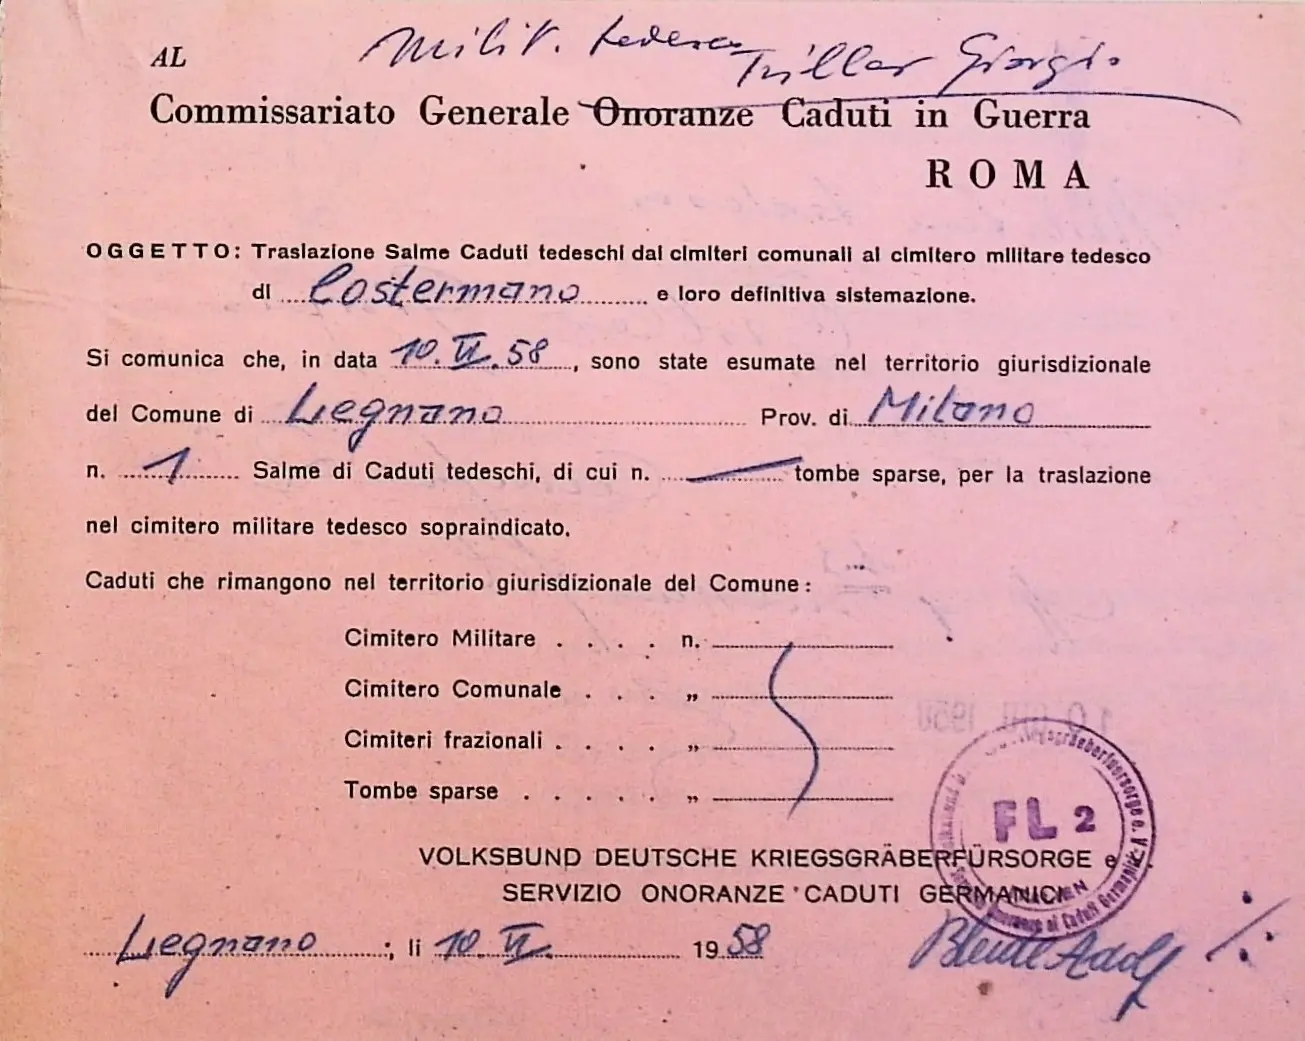 milit. tedesco Triller Giorgio
AL
Commissariato Generale Onoranze Caduti in Guerra
ROMA
OGGETTO: Traslazione Salme Caduti tedeschi dai cimiteri comunali al cimitero militare tedesco
di Costermano e loro definitiva sistemazione.
Si comunica che, in data 10.VI.58, sono state esumate nel territorio giurisdizionale
del Comune di Legnano Prov. di Milano
n. 1 Salme di Caduti tedeschi, di cui n. — tombe sparse, per la traslazione
nel cimitero militare tedesco sopraindicato.
Caduti che rimangono nel territorio giurisdizionale del Comune:
Cimitero Militare . . . . n.
Cimitero Comunale . . . „
Cimiteri frazionali . . . . „
Tombe sparse . . . . . „
FL 2
VOLKSBUND DEUTSCHE KRIEGSGRÄBERFÜRSORGE e.
SERVIZIO ONORANZE CADUTI GERMANICI
Legnano; li 10.VI. 1958
Adolf